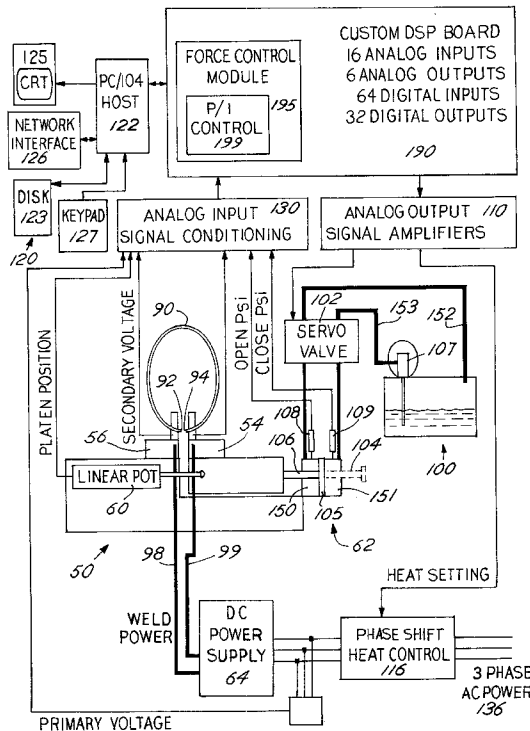 125
CRT
PC/104
HOST
122
NETWORK
INTERFACE
126
DISK
123
120
KEYPAD
127
FORCE CONTROL
MODULE
195
P/I
CONTROL
199
CUSTOM DSP BOARD
16 ANALOG INPUTS
6 ANALOG OUTPUTS
64 DIGITAL INPUTS
32 DIGITAL OUTPUTS
190
ANALOG INPUT 130
SIGNAL CONDITIONING
ANALOG OUTPUT 110
SIGNAL AMPLIFIERS
PLATEN POSITION
SECONDARY VOLTAGE
OPEN Psi
CLOSE Psi
90
92
94
102
SERVO
VALVE
153
152
107
100
108
109
56
54
106
104
LINEAR POT
60
150
105
151
62
50
98
99
HEAT SETTING
WELD
POWER
DC
POWER
SUPPLY
64
PHASE SHIFT
HEAT CONTROL
116
3 PHASE
AC POWER
136
PRIMARY VOLTAGE